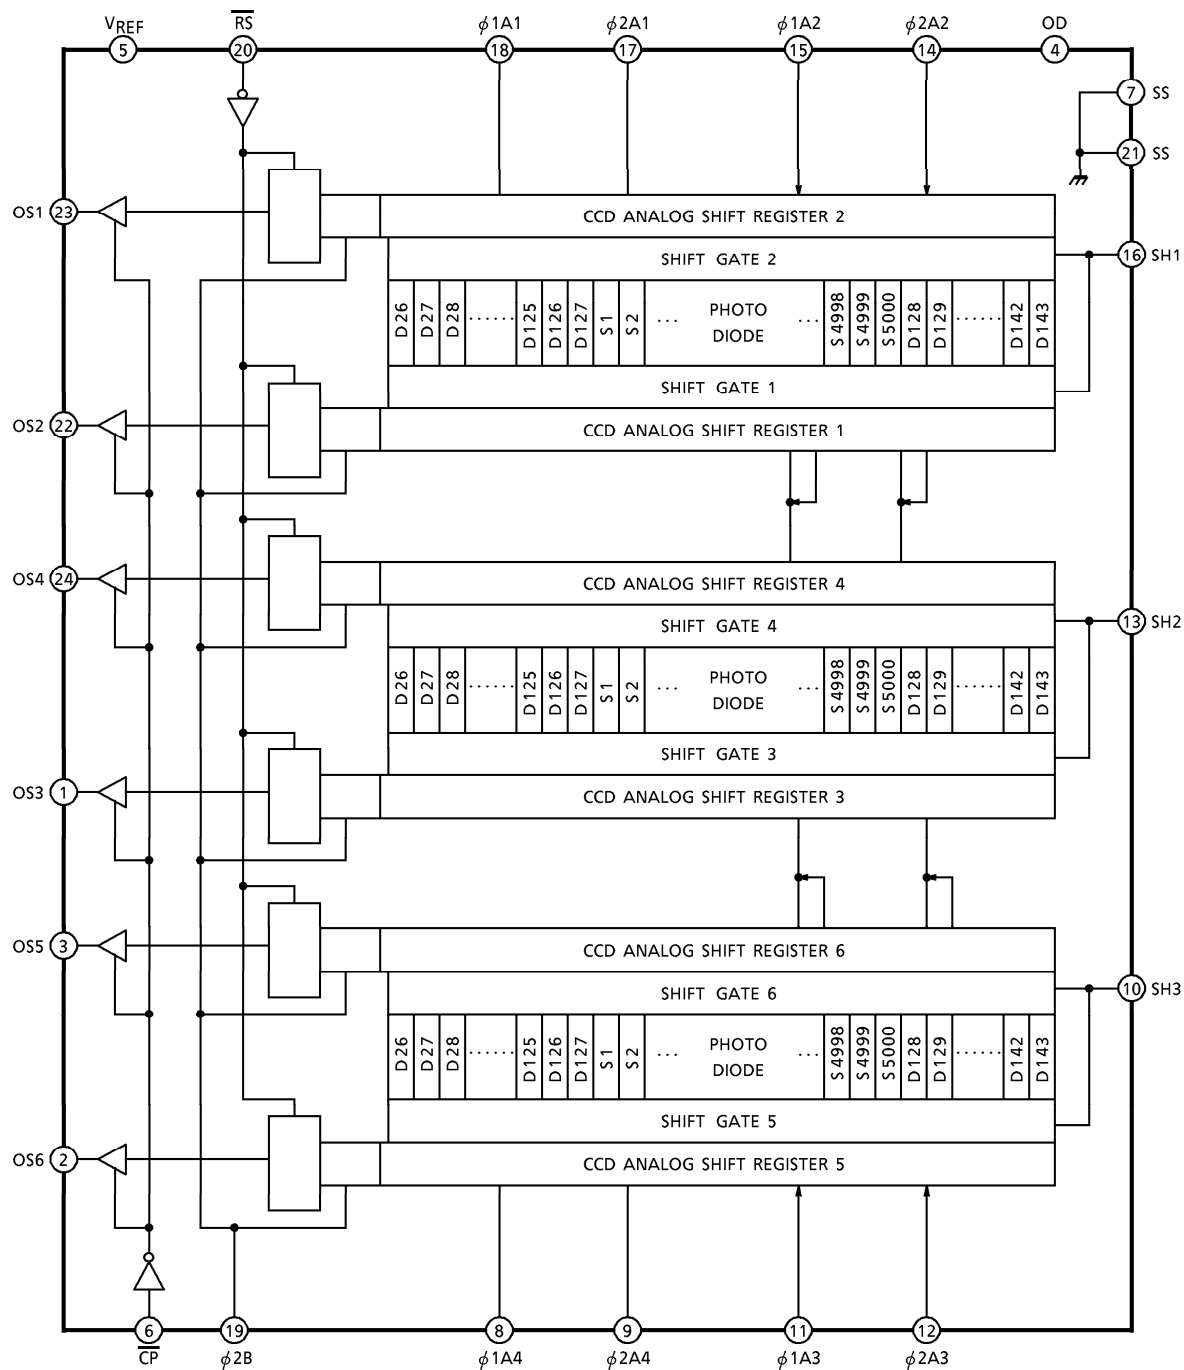 VREF RS ϕ1A1 ϕ2A1 ϕ1A2 ϕ2A2 OD
5 20 18 17 15 14 4
7 SS
21 SS
OS1 23
CCD ANALOG SHIFT REGISTER 2
SHIFT GATE 2
16 SH1
D26 D27 D28 ...... D125 D126 D127 S1 S2 ... PHOTO DIODE ... S4998 S4999 S5000 D128 D129 ...... D142 D143
SHIFT GATE 1
OS2 22
CCD ANALOG SHIFT REGISTER 1
OS4 24
CCD ANALOG SHIFT REGISTER 4
SHIFT GATE 4
13 SH2
D26 D27 D28 ...... D125 D126 D127 S1 S2 ... PHOTO DIODE ... S4998 S4999 S5000 D128 D129 ...... D142 D143
SHIFT GATE 3
OS3 1
CCD ANALOG SHIFT REGISTER 3
OS5 3
CCD ANALOG SHIFT REGISTER 6
SHIFT GATE 6
10 SH3
D26 D27 D28 ...... D125 D126 D127 S1 S2 ... PHOTO DIODE ... S4998 S4999 S5000 D128 D129 ...... D142 D143
SHIFT GATE 5
OS6 2
CCD ANALOG SHIFT REGISTER 5
6 19 8 9 11 12
CP ϕ2B ϕ1A4 ϕ2A4 ϕ1A3 ϕ2A3